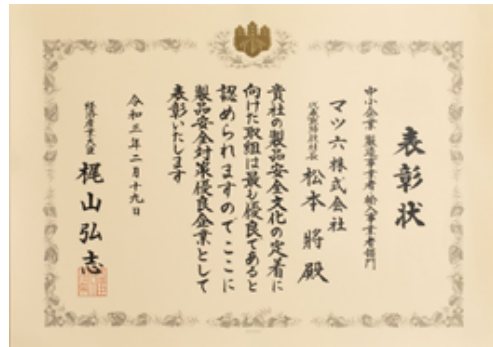 表彰状
中小企業 製造事業者 輸入事業者部門
マツ六株式会社
代表取締役社長 松本 將 殿
貴社の製品安全文化の定着に
向けた取組は最も優良であると
認められますのでここに
製品安全対策優良企業として
表彰いたします
令和三年二月十九日
経済産業大臣 梶山弘志